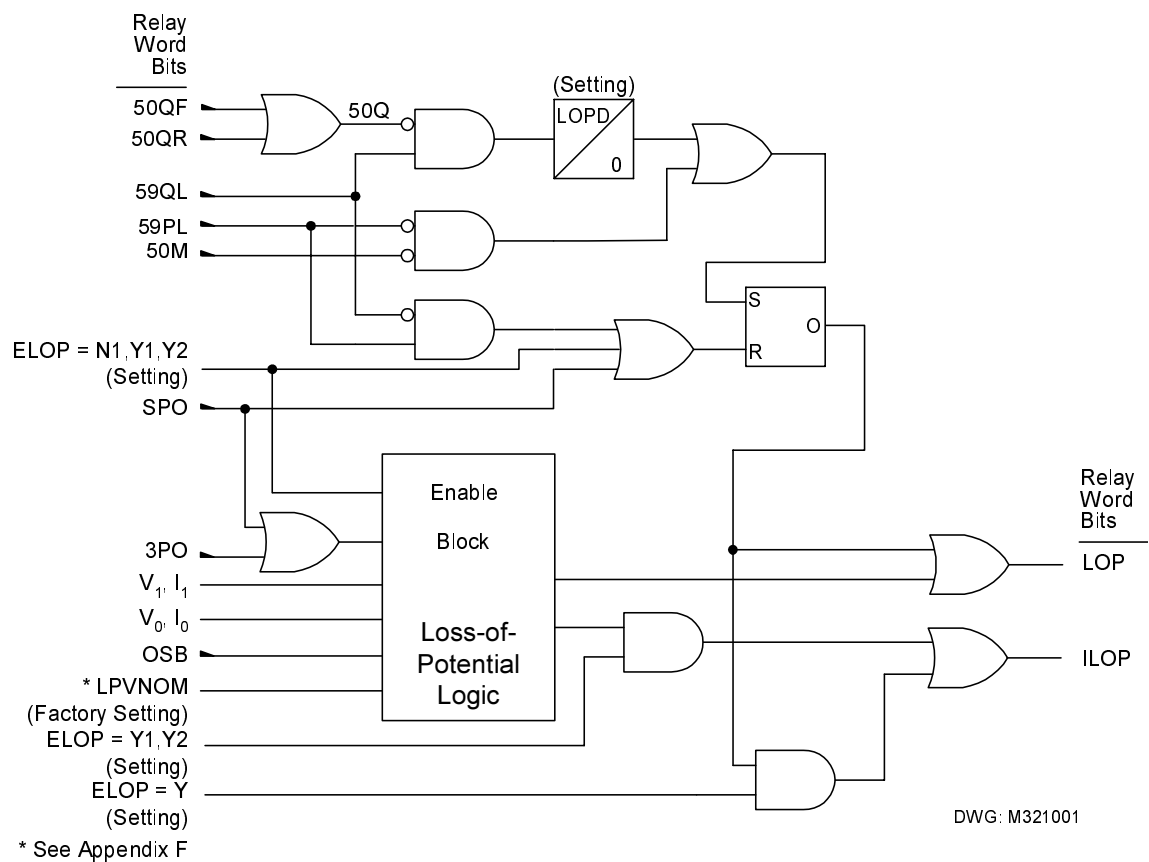 Relay
Word
Bits
50QF
50QR
50Q
(Setting)
LOPD
0
59QL
59PL
50M
S
O
R
ELOP = N1,Y1,Y2
(Setting)
SPO
Enable
Block
3PO
V1, I1
V0, I0
OSB
* LPVNOM
(Factory Setting)
Loss-of-
Potential
Logic
ELOP = Y1,Y2
(Setting)
ELOP = Y
(Setting)
Relay
Word
Bits
LOP
ILOP
DWG: M321001
* See Appendix F